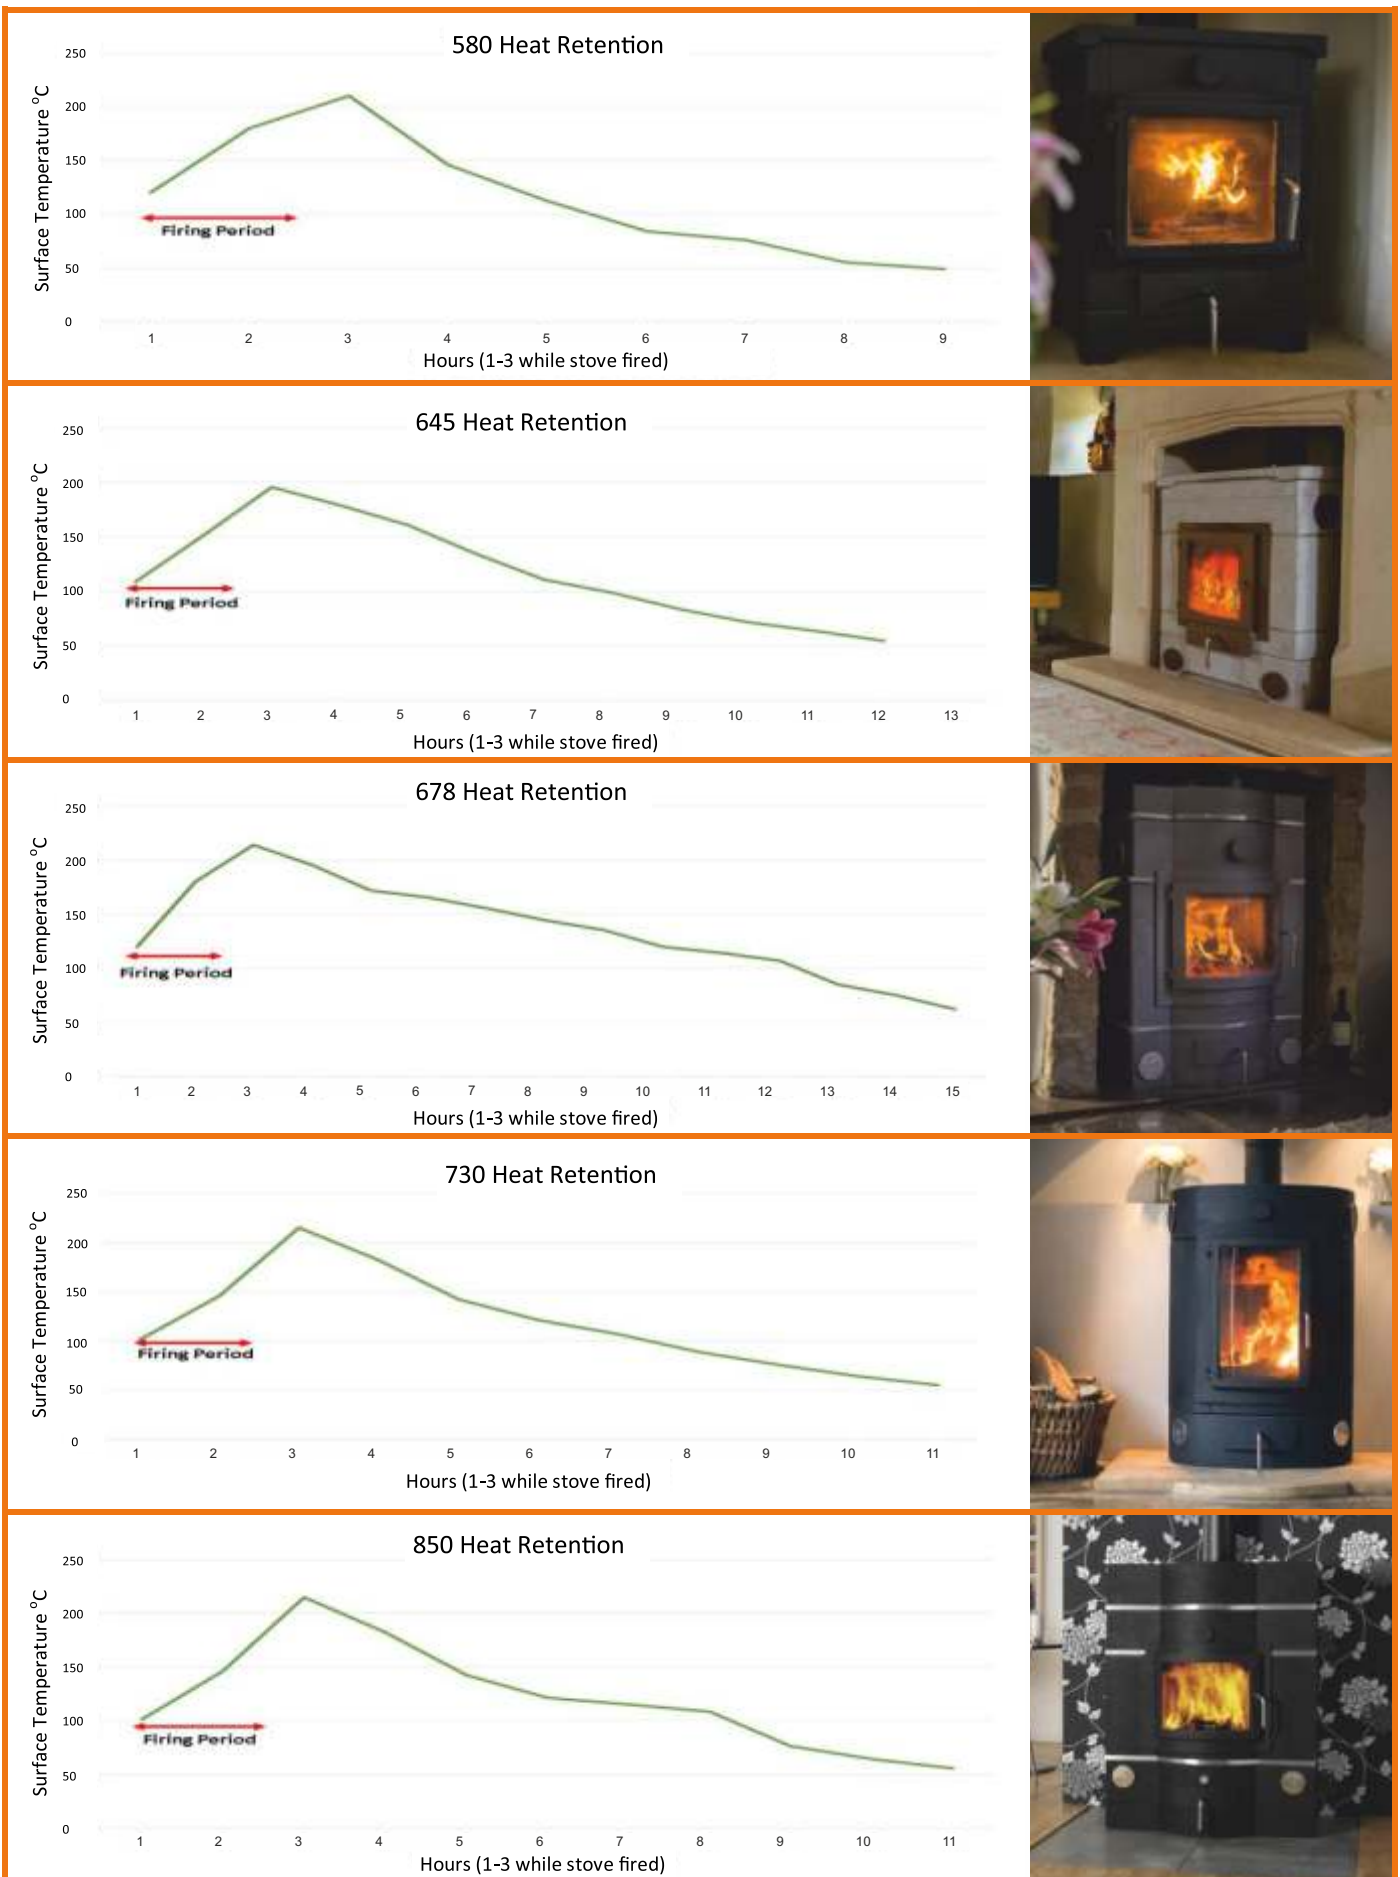 580 Heat Retention
250
200
150
100
50
0
Surface Temperature °C
Firing Period
1 2 3 4 5 6 7 8 9
Hours (1-3 while stove fired)
645 Heat Retention
250
200
150
100
50
0
Surface Temperature °C
Firing Period
1 2 3 4 5 6 7 8 9 10 11 12 13
Hours (1-3 while stove fired)
678 Heat Retention
250
200
150
100
50
0
Surface Temperature °C
Firing Period
1 2 3 4 5 6 7 8 9 10 11 12 13 14 15
Hours (1-3 while stove fired)
730 Heat Retention
250
200
150
100
50
0
Surface Temperature °C
Firing Period
1 2 3 4 5 6 7 8 9 10 11
Hours (1-3 while stove fired)
850 Heat Retention
250
200
150
100
50
0
Surface Temperature °C
Firing Period
1 2 3 4 5 6 7 8 9 10 11
Hours (1-3 while stove fired)